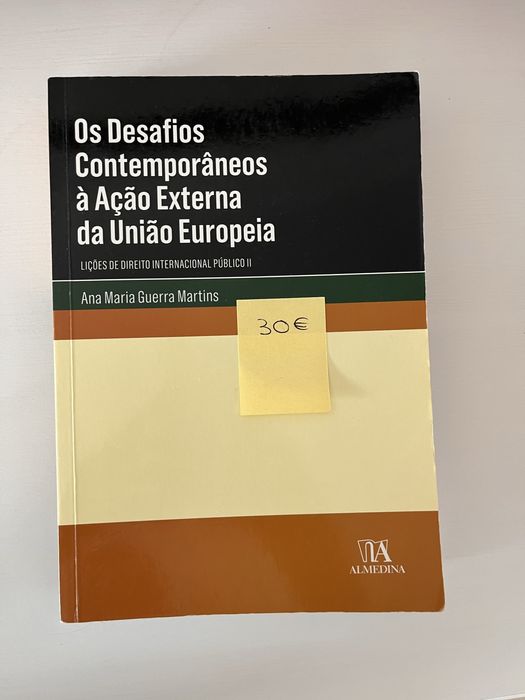 Os Desafios
Contemporâneos
à Ação Externa
da União Europeia
LIÇÕES DE DIREITO INTERNACIONAL PÚBLICO II
Ana Maria Guerra Martins
30€
ALMEDINA